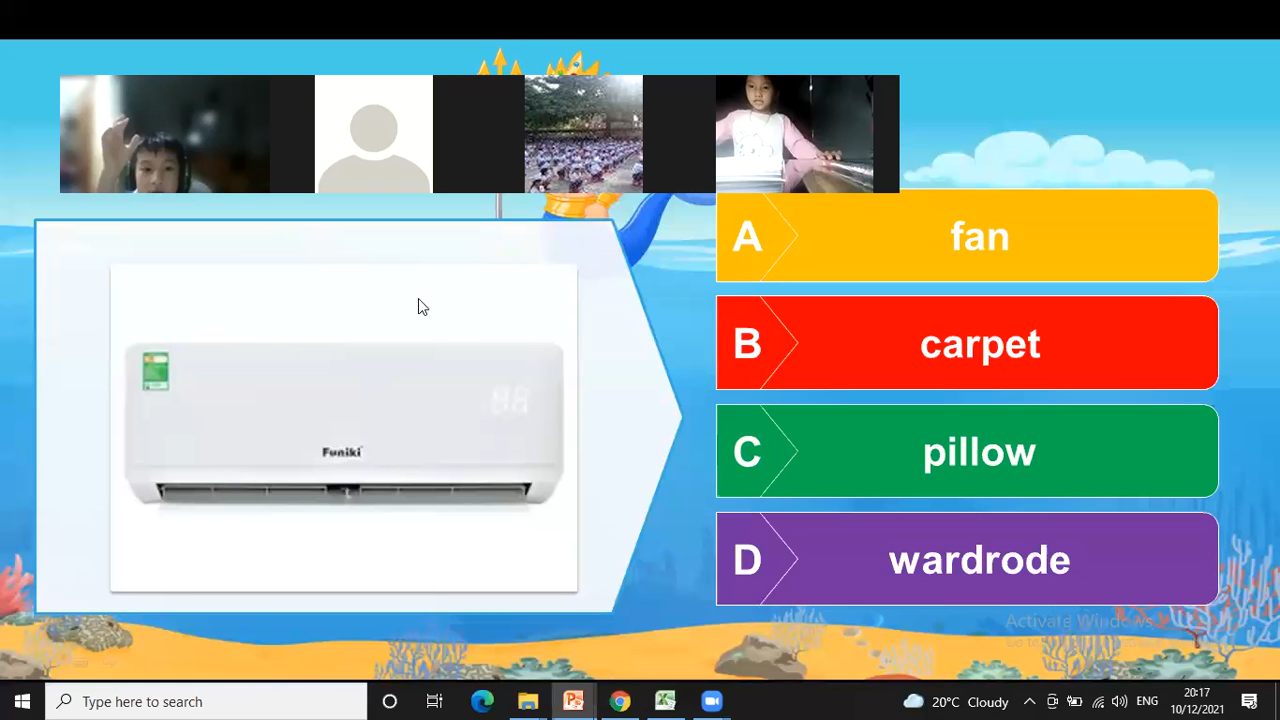 A fan
B carpet
88
Funiki
C pillow
D wardrode
Activate Windows
Type here to search
20°C Cloudy
ENG
20:17
10/12/2021